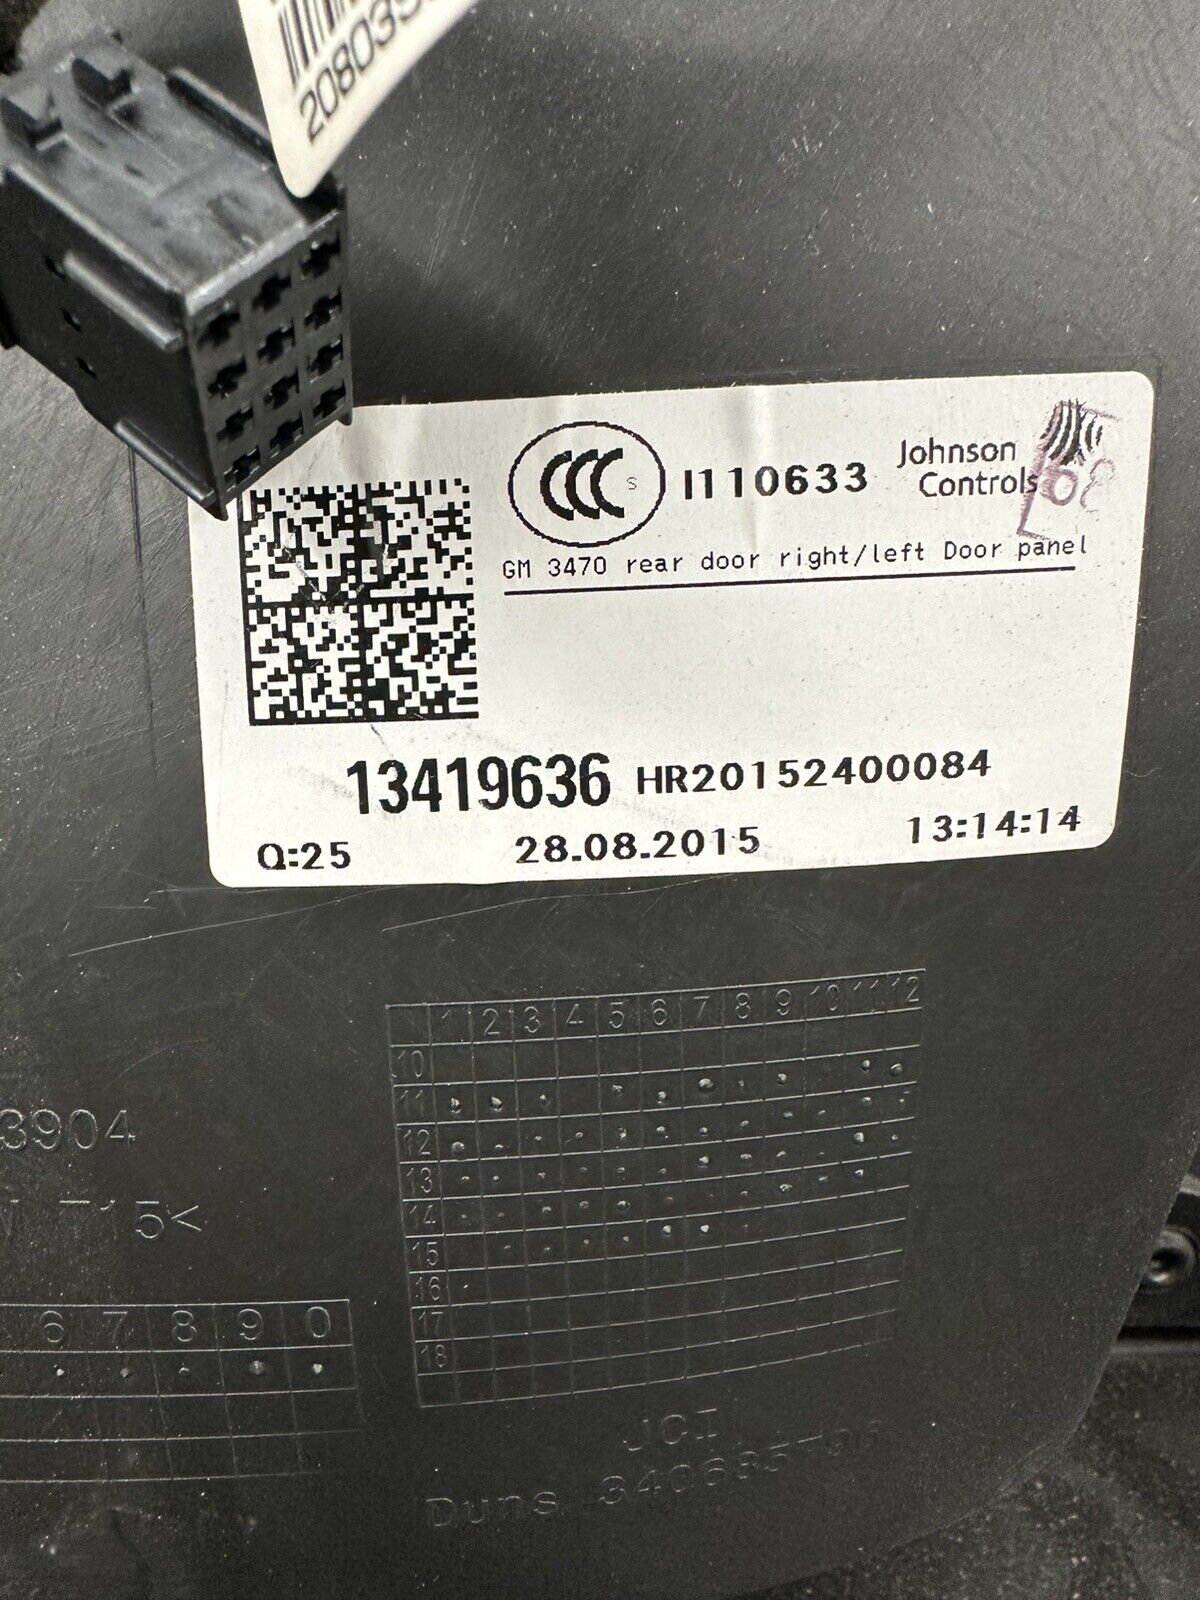 CCC S I110633 Johnson
Controls
GM 3470 rear door right/left Door panel
13419636 HR20152400084
Q:25 28.08.2015 13:14:14
1 2 3 4 5 6 7 8 9 10 11 12
10
11
12
13
14
15
16
17
18
3904
T15<
6 7 8 9 0
JCI
Duns